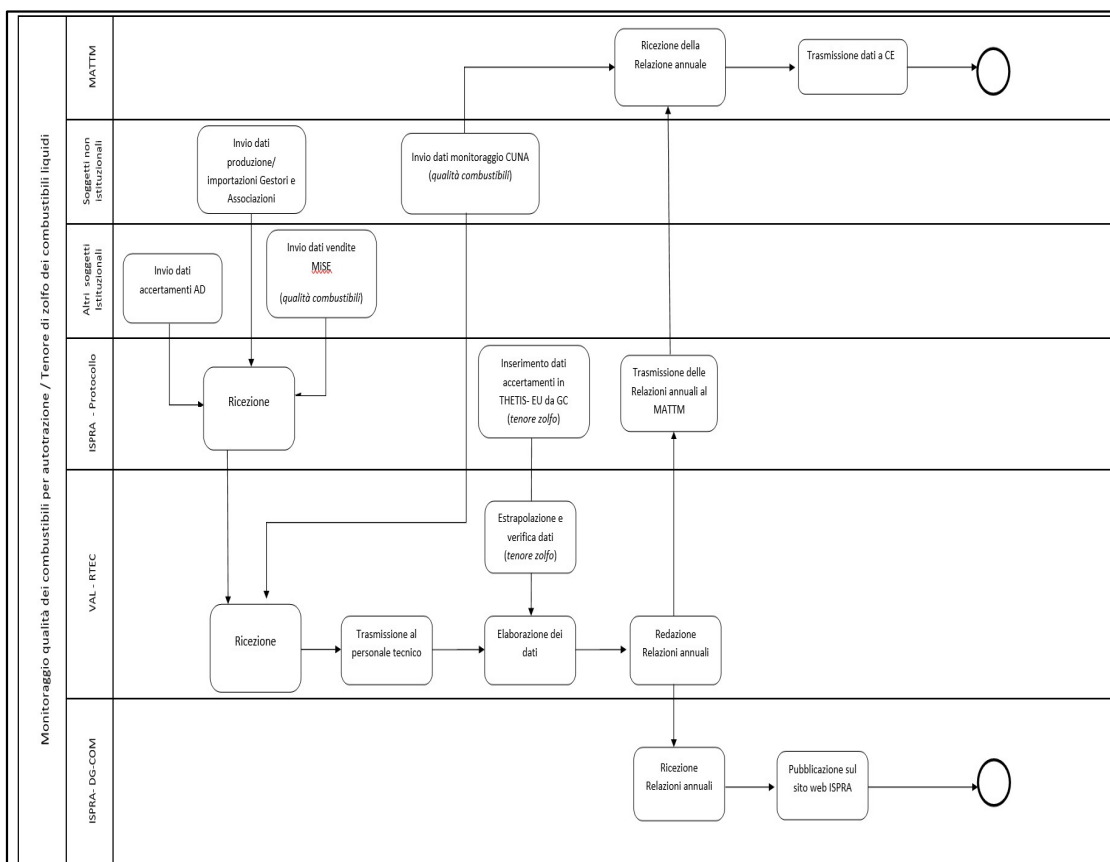 Monitoraggio qualità dei combustibili per autotrazione / Tenore di zolfo dei combustibili liquidi
MATTM
Ricezione della
Relazione annuale
Trasmissione dati a CE
Soggetti non
istituzionali
Invio dati
produzione/
importazioni Gestori e
Associazioni
Invio dati monitoraggio CUNA
(qualità combustibili)
Altri soggetti
Istituzionali
Invio dati
accertamenti AD
Invio dati vendite
MiSE
(qualità combustibili)
ISPRA - Protocollo
Ricezione
Inserimento dati
accertamenti in
THETIS- EU da GC
(tenore zolfo)
Trasmissione delle
Relazioni annuali al
MATTM
VAL - RTEC
Estrapolazione e
verifica dati
(tenore zolfo)
Ricezione
Trasmissione al
personale tecnico
Elaborazione dei
dati
Redazione
Relazioni annuali
ISPRA- DG-COM
Ricezione
Relazioni annuali
Pubblicazione sul
sito web ISPRA